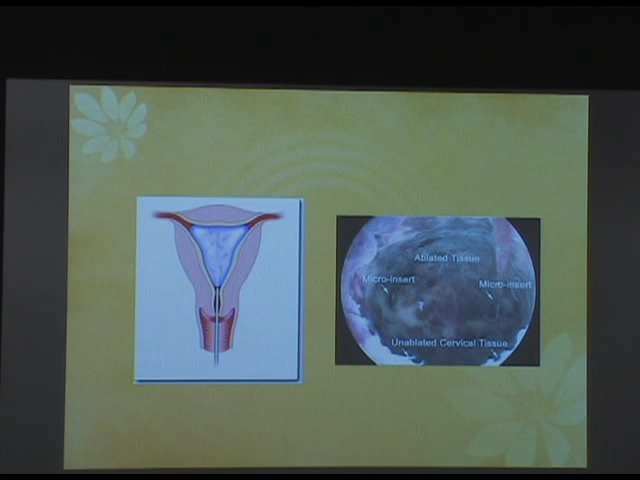 Ablated Tissue
Micro-insert
Micro-insert
Unablated Cervical Tissue